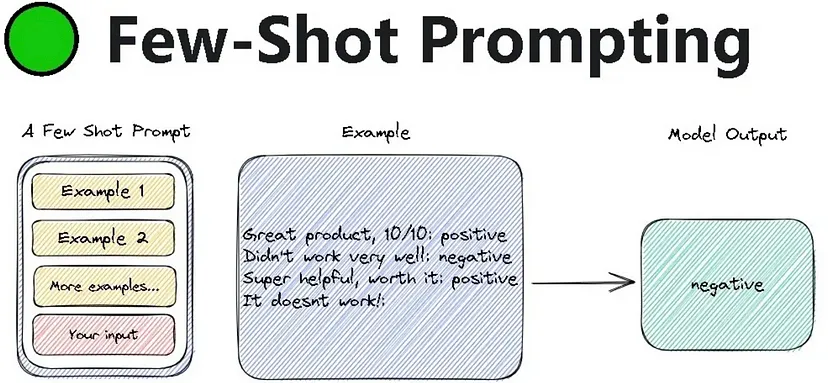 Few-Shot Prompting
A Few Shot Prompt
Example 1
Example 2
More examples...
Your input
Example
Great product, 10/10: positive
Didn't work very well: negative
Super helpful, worth it: positive
It doesnt work!:
Model Output
negative